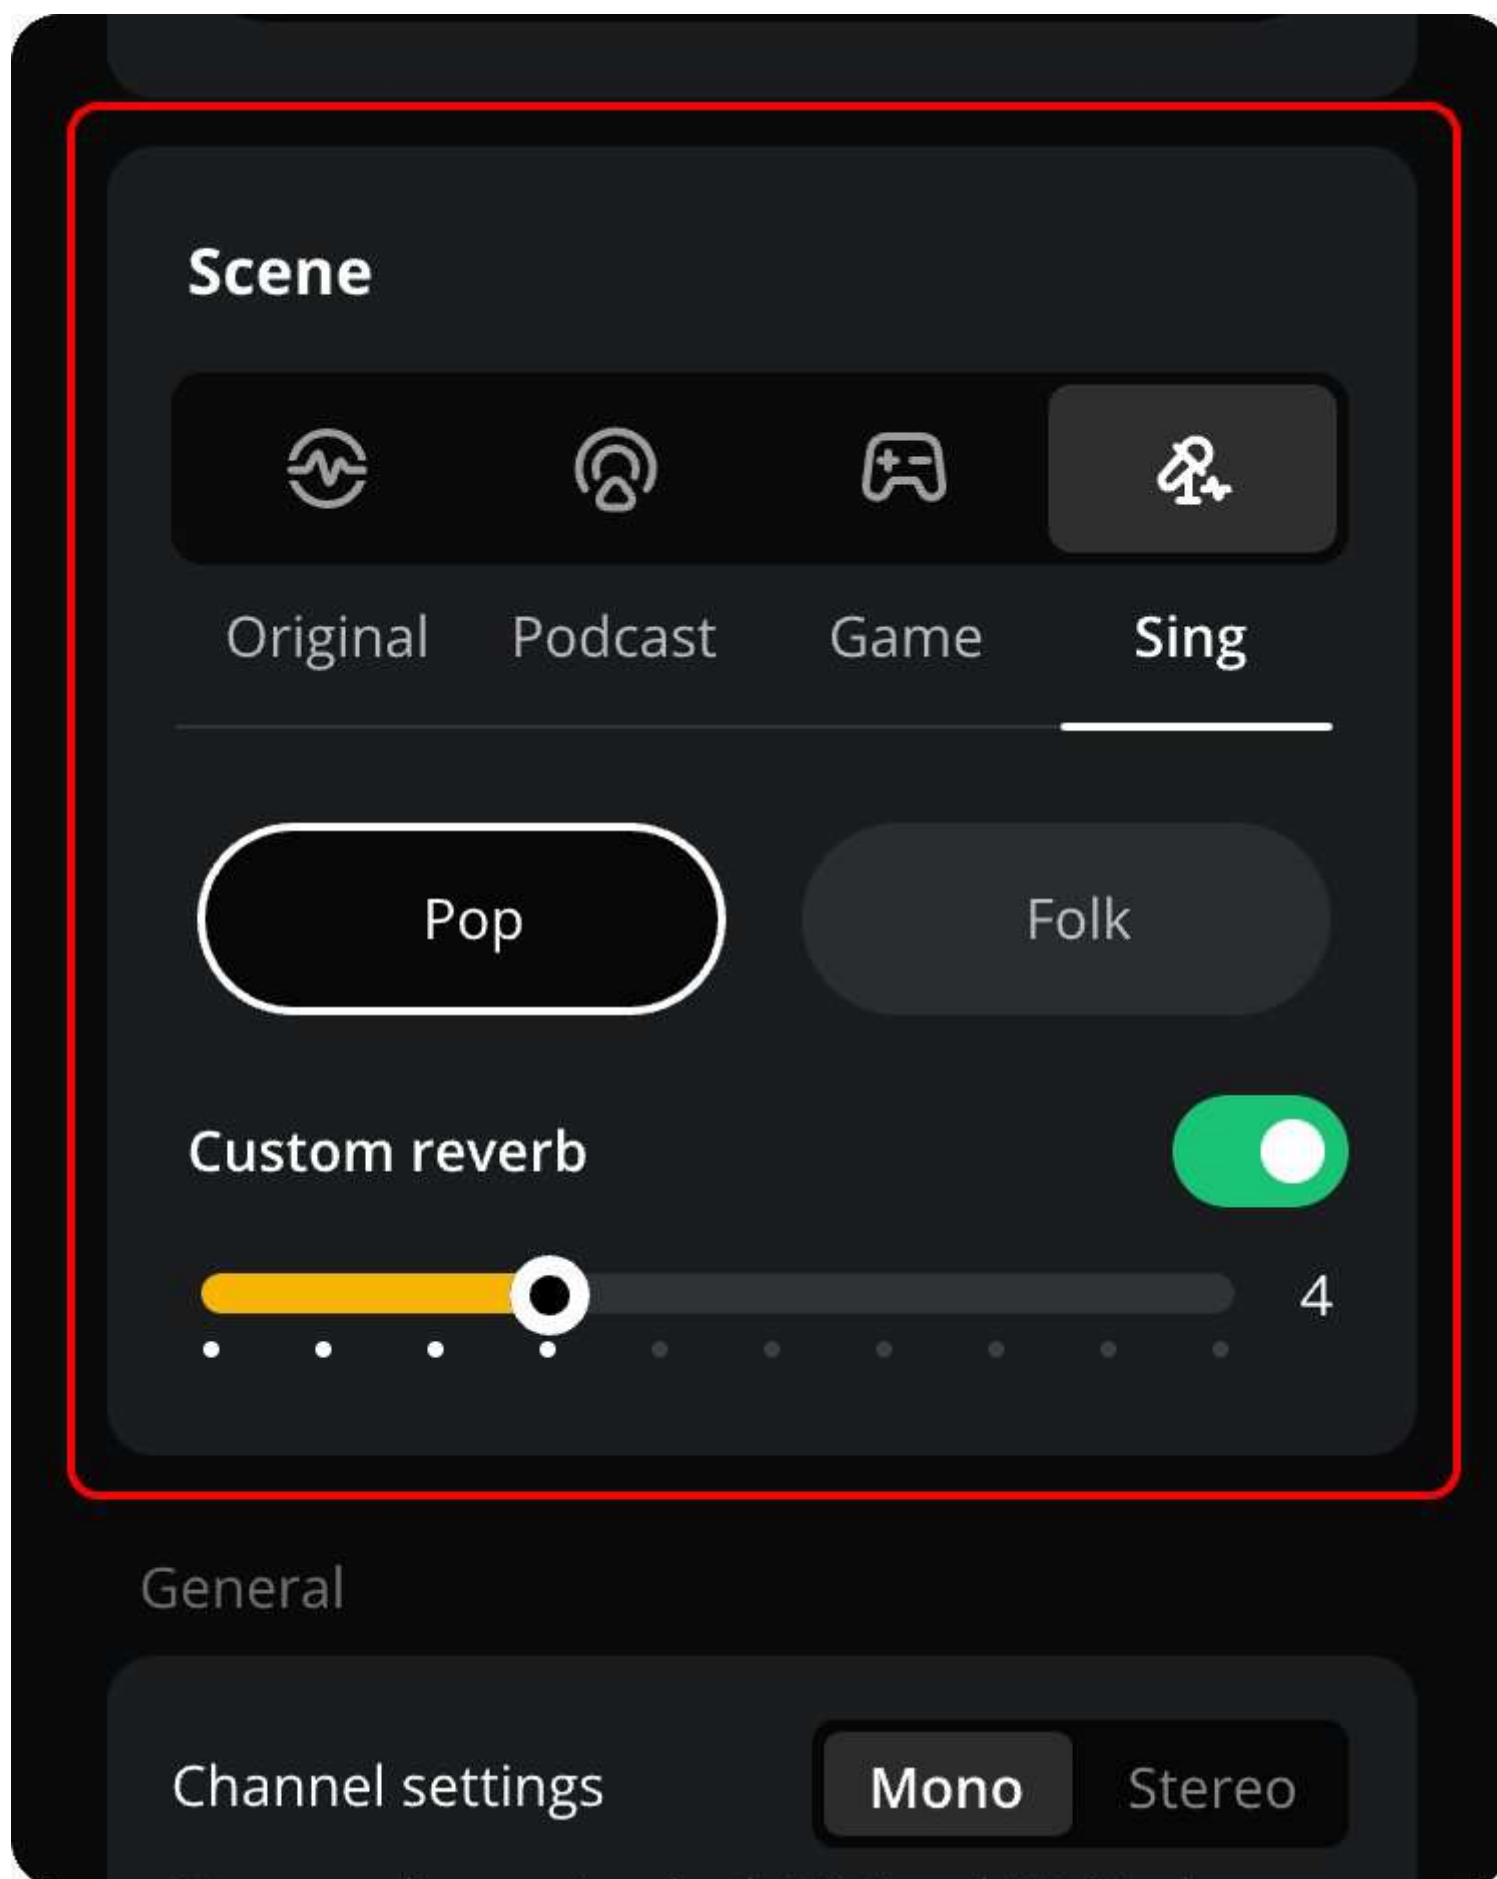 Scene
Original Podcast Game Sing
Pop Folk
Custom reverb
4
General
Channel settings Mono Stereo